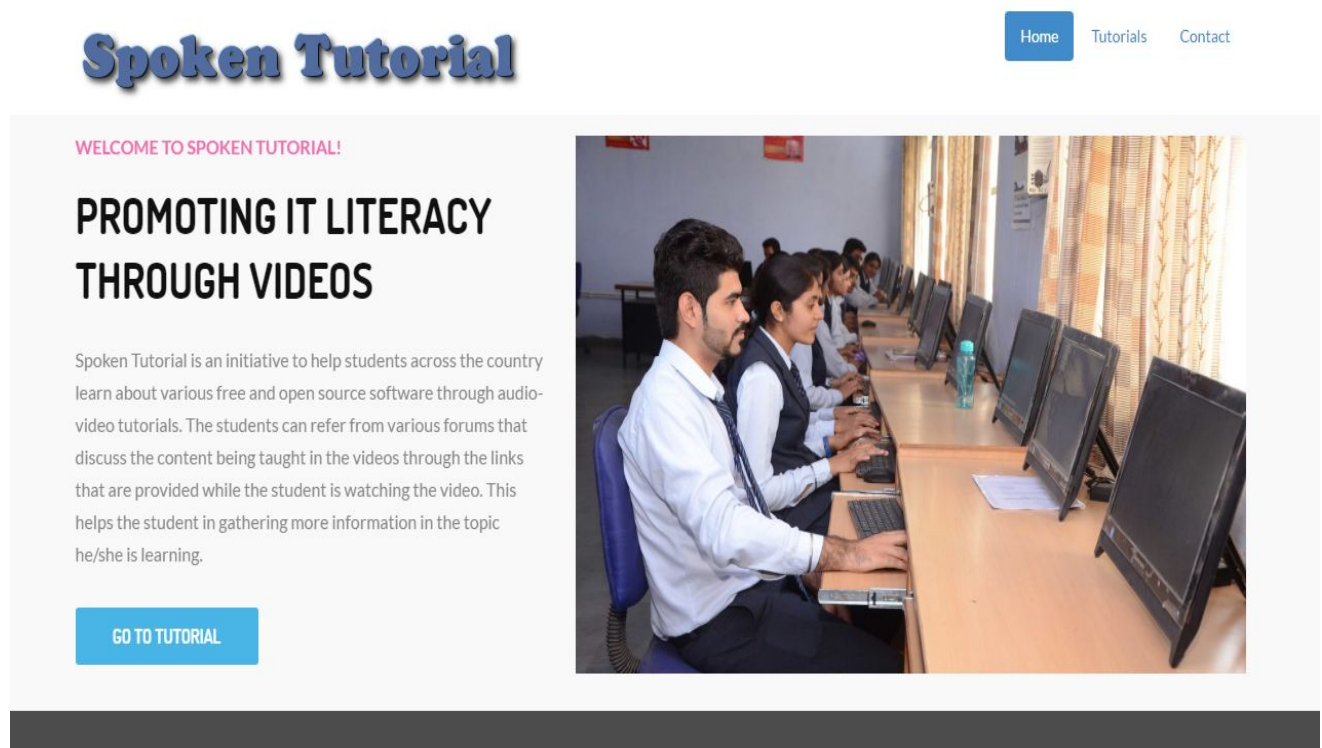 Spoken Tutorial
Home
Tutorials
Contact
WELCOME TO SPOKEN TUTORIAL!
PROMOTING IT LITERACY
THROUGH VIDEOS
Spoken Tutorial is an initiative to help students across the country
learn about various free and open source software through audio-
video tutorials. The students can refer from various forums that
discuss the content being taught in the videos through the links
that are provided while the student is watching the video. This
helps the student in gathering more information in the topic
he/she is learning.
GO TO TUTORIAL